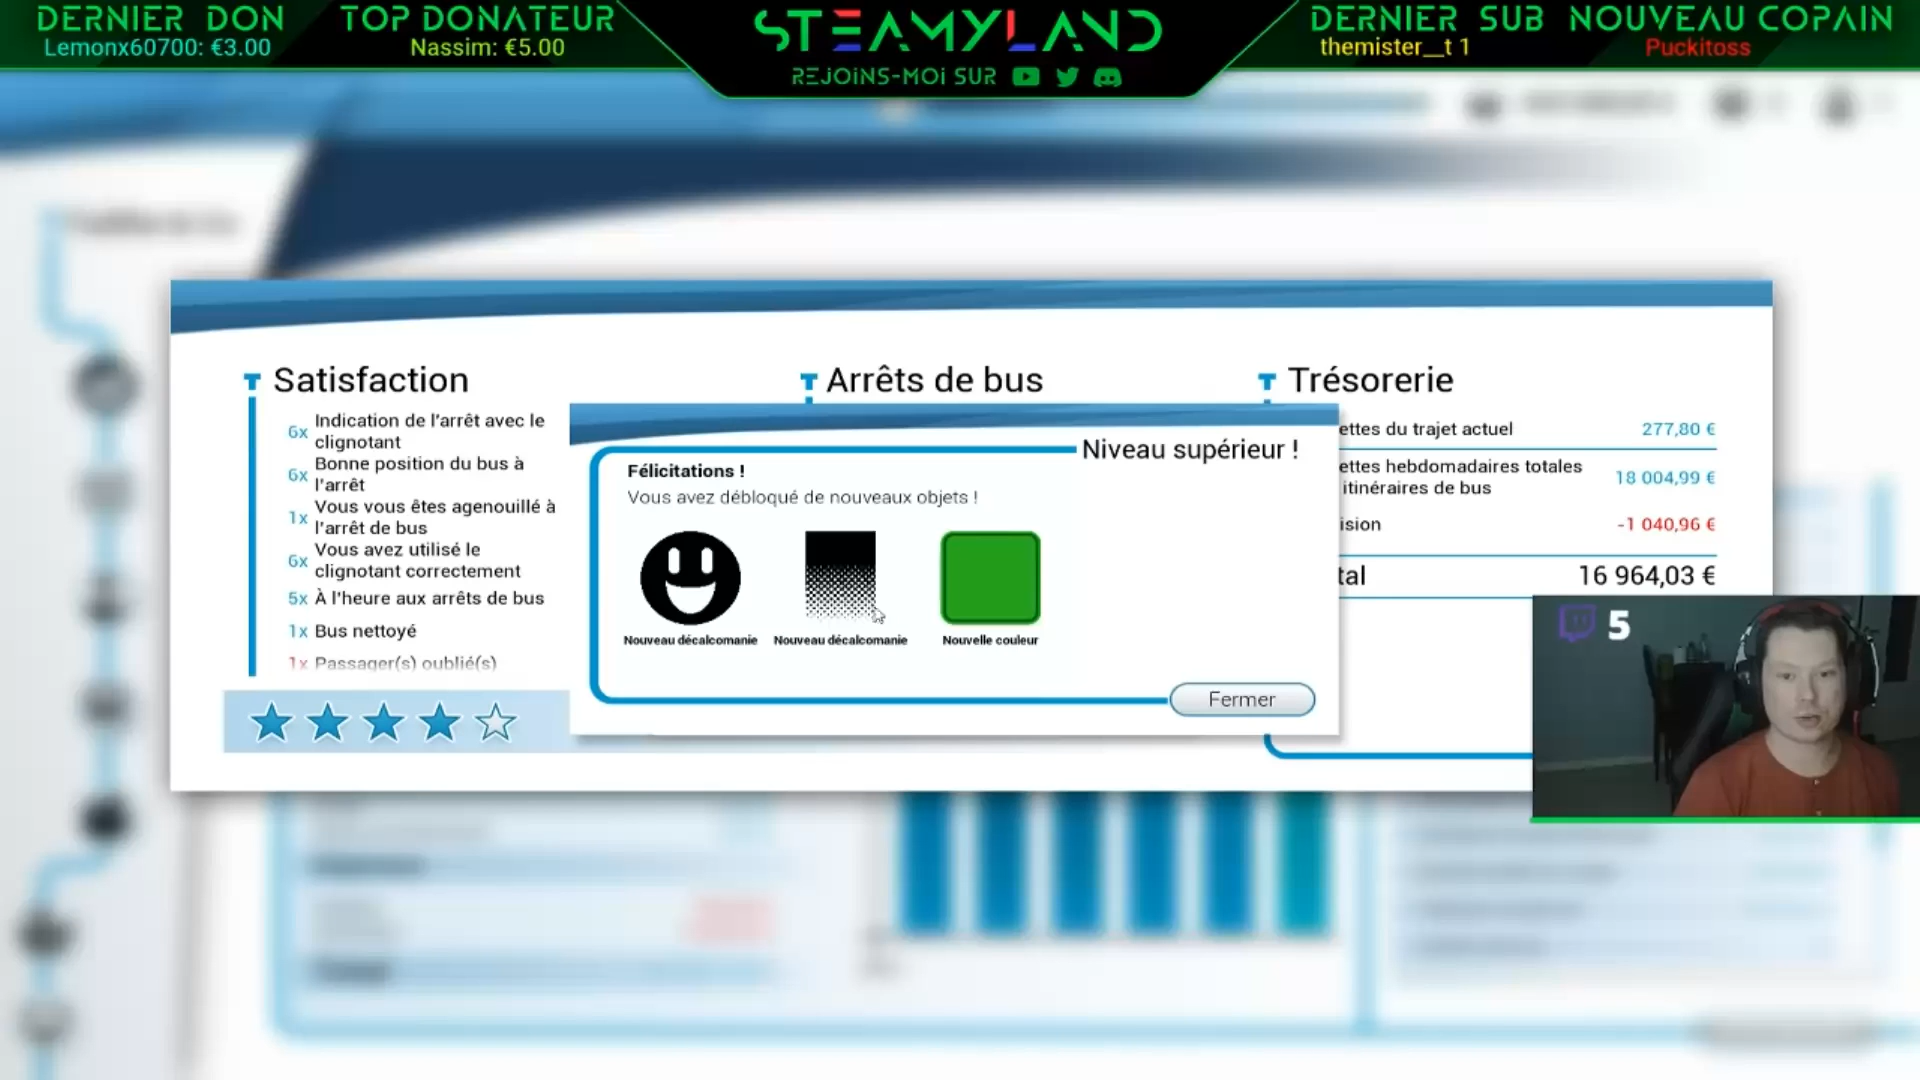 DERNIER DON
Lemonx60700: €3.00
TOP DONATEUR
Nassim: €5.00
STEAMYLAND
REJOINS-MOI SUR
DERNIER SUB
themister__t 1
NOUVEAU COPAIN
Puckitoss
Satisfaction
6x Indication de l'arrêt avec le
clignotant
6x Bonne position du bus à
l'arrêt
1x Vous vous êtes agenouillé à
l'arrêt de bus
6x Vous avez utilisé le
clignotant correctement
5x À l'heure aux arrêts de bus
1x Bus nettoyé
1x Passager(s) oublié(s)
Arrêts de bus
Niveau supérieur !
Félicitations !
Vous avez débloqué de nouveaux objets !
Nouveau décalcomanie
Nouveau décalcomanie
Nouvelle couleur
Fermer
Trésorerie
ettes du trajet actuel 277,80 €
ettes hebdomadaires totales
itinéraires de bus 18 004,99 €
ision -1 040,96 €
tal 16 964,03 €
5